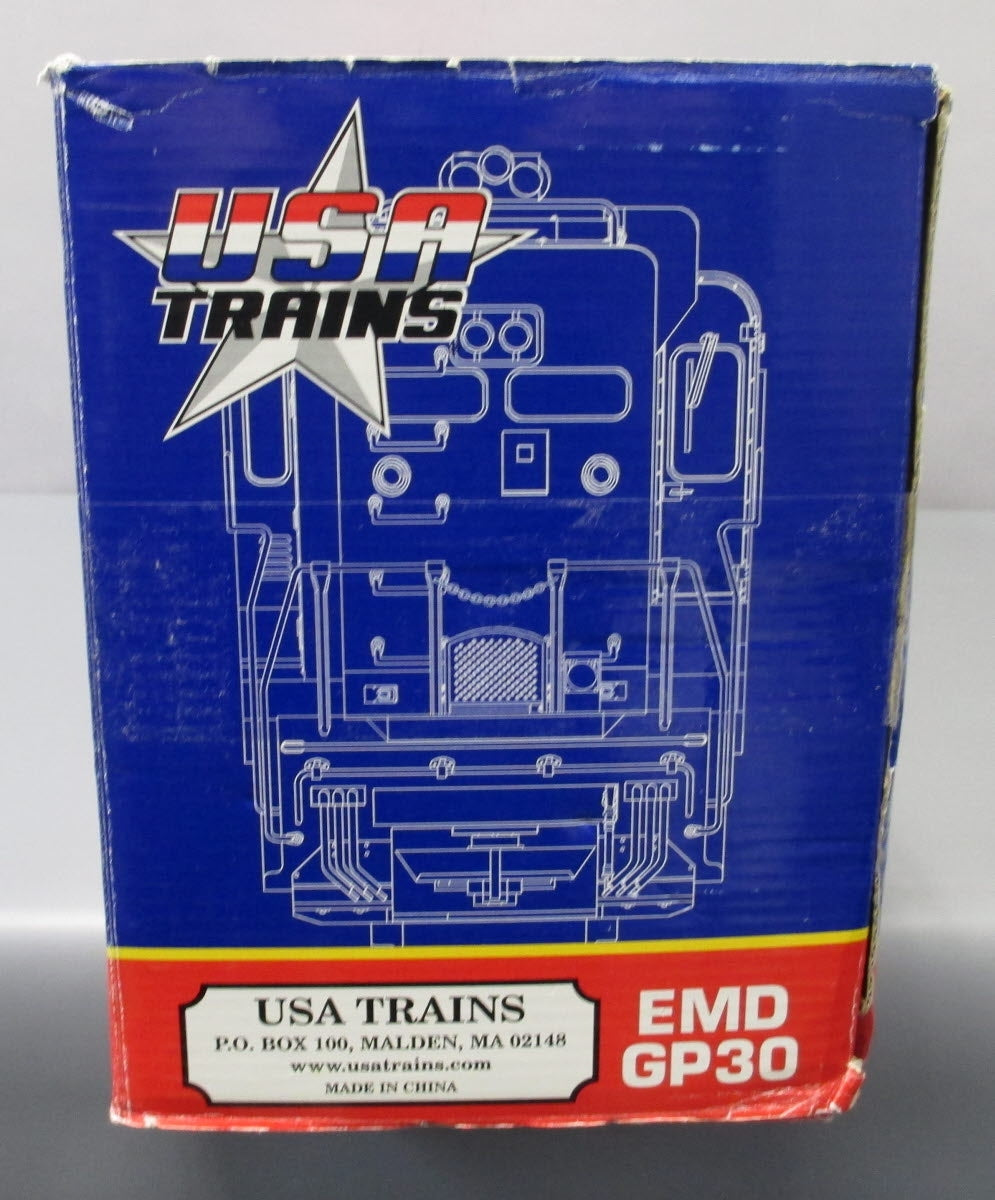 USA
TRAINS
USA TRAINS
P.O. BOX 100, MALDEN, MA 02148
www.usatrains.com
MADE IN CHINA
EMD
GP30